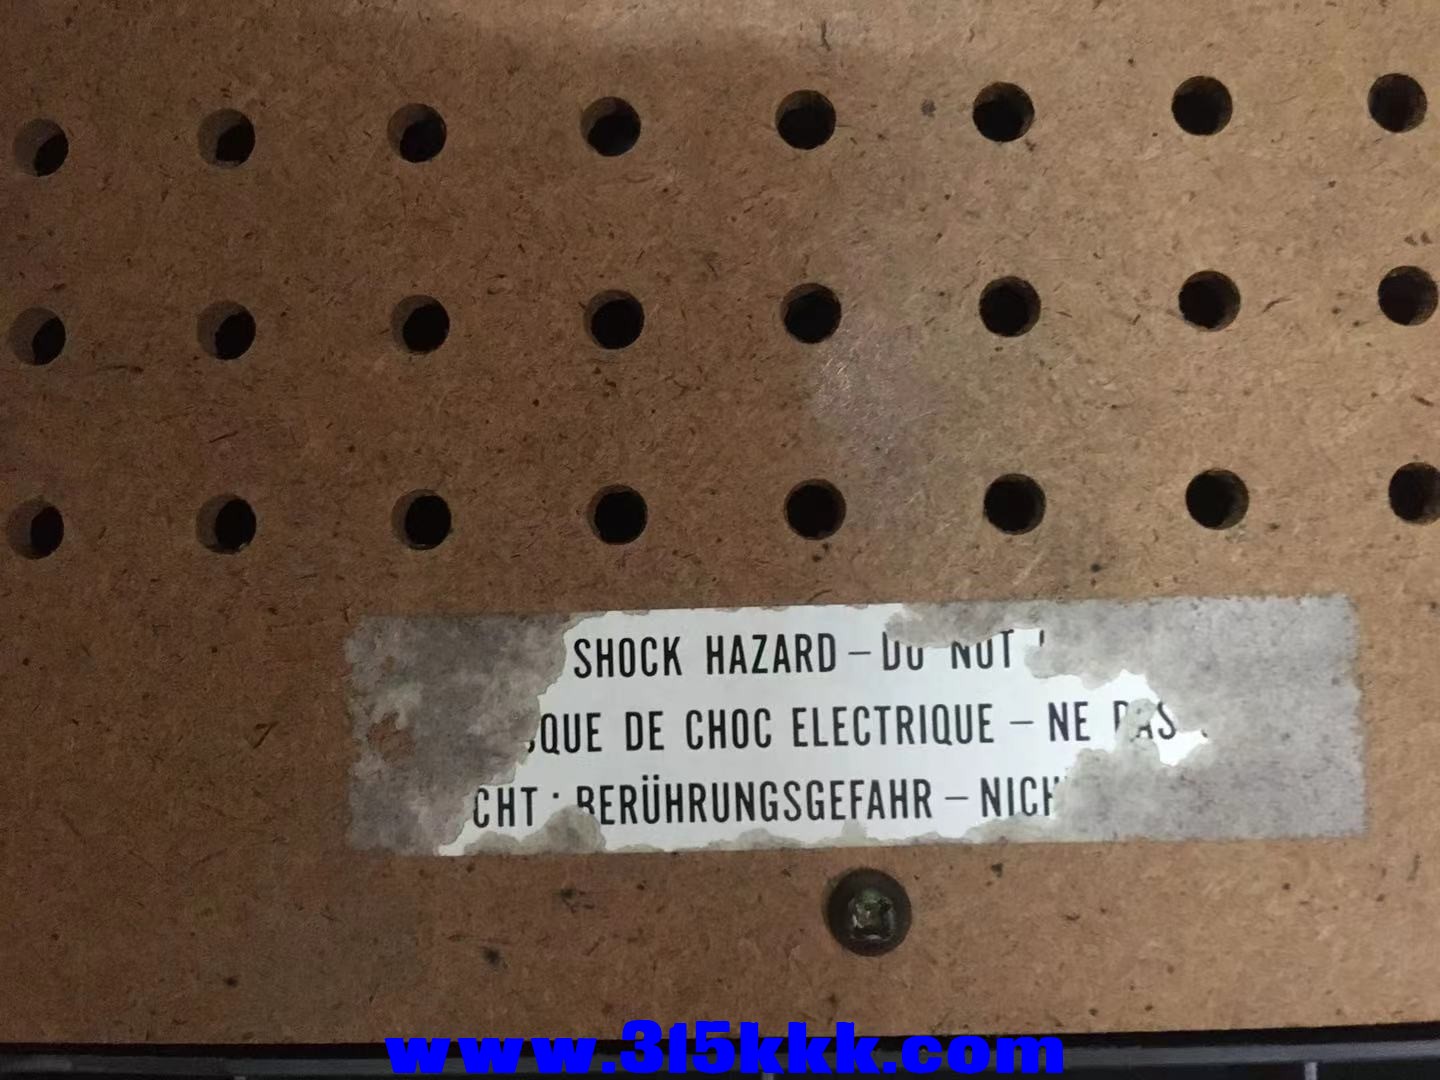 SHOCK HAZARD – DO NOT
QUE DE CHOC ELECTRIQUE – NE PAS
CHT : BERÜHRUNGSGEFAHR – NICH
www.315kkk.com